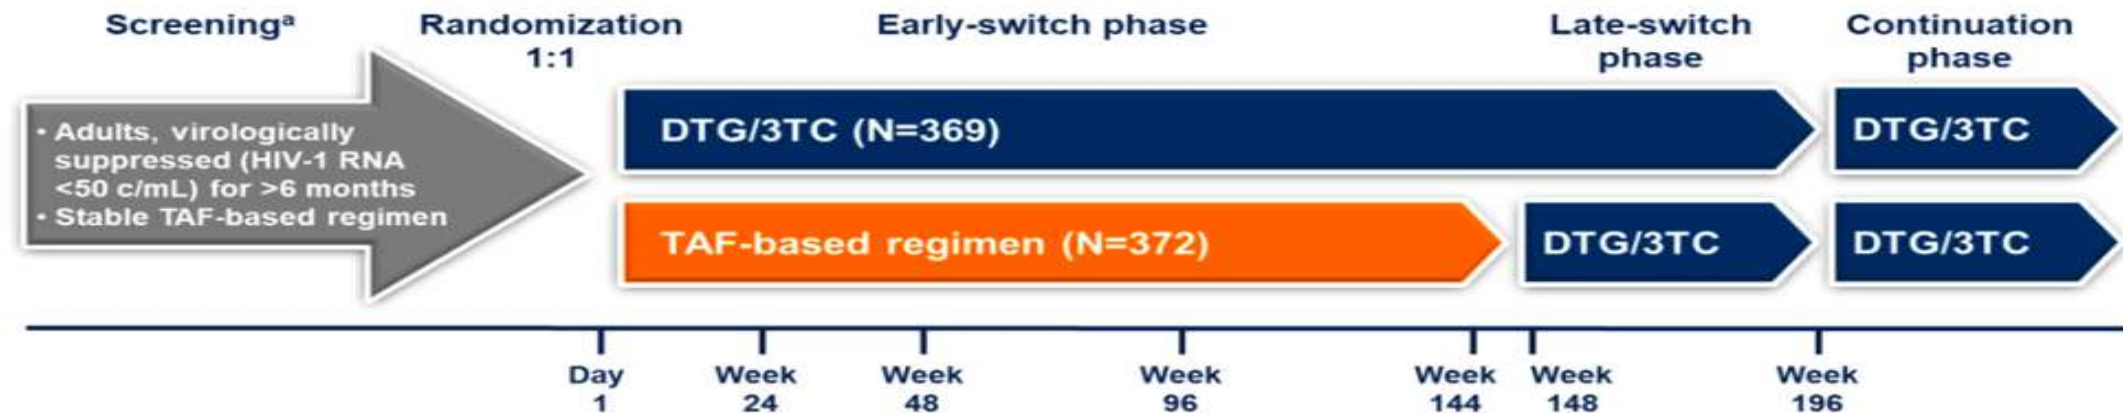 Screeningª
Randomization
1:1
Early-switch phase
Late-switch
phase
Continuation
phase
• Adults, virologically
suppressed (HIV-1 RNA
<50 c/mL) for >6 months
• Stable TAF-based regimen
DTG/3TC (N=369)
DTG/3TC
TAF-based regimen (N=372)
DTG/3TC
DTG/3TC
Day
1
Week
24
Week
48
Week
96
Week
144
Week
148
Week
196